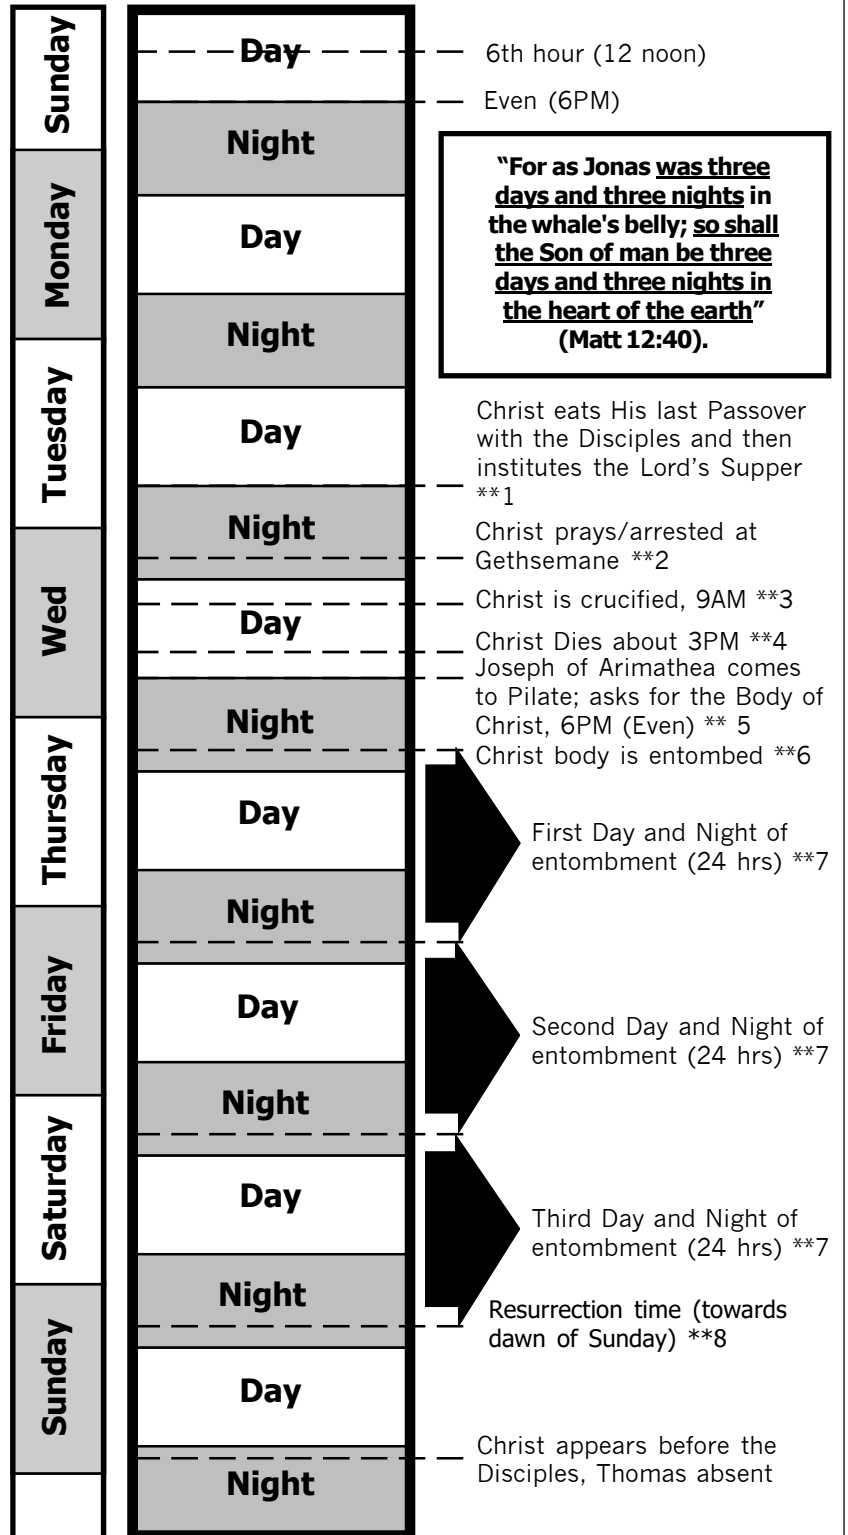 Sunday
Day
6th hour (12 noon)
Even (6PM)
Night
Monday
Day
Night
"For as Jonas was three
days and three nights in
the whale's belly; so shall
the Son of man be three
days and three nights in
the heart of the earth"
(Matt 12:40).
Tuesday
Day
Christ eats His last Passover
with the Disciples and then
institutes the Lord's Supper
**1
Night
Christ prays/arrested at
Gethsemane **2
Wed
Day
Christ is crucified, 9AM **3
Christ Dies about 3PM **4
Joseph of Arimathea comes
to Pilate; asks for the Body of
Christ, 6PM (Even) ** 5
Night
Christ body is entombed **6
Thursday
Day
First Day and Night of
entombment (24 hrs) **7
Night
Friday
Day
Second Day and Night of
entombment (24 hrs) **7
Night
Saturday
Day
Third Day and Night of
entombment (24 hrs) **7
Night
Resurrection time (towards
dawn of Sunday) **8
Sunday
Day
Christ appears before the
Disciples, Thomas absent
Night